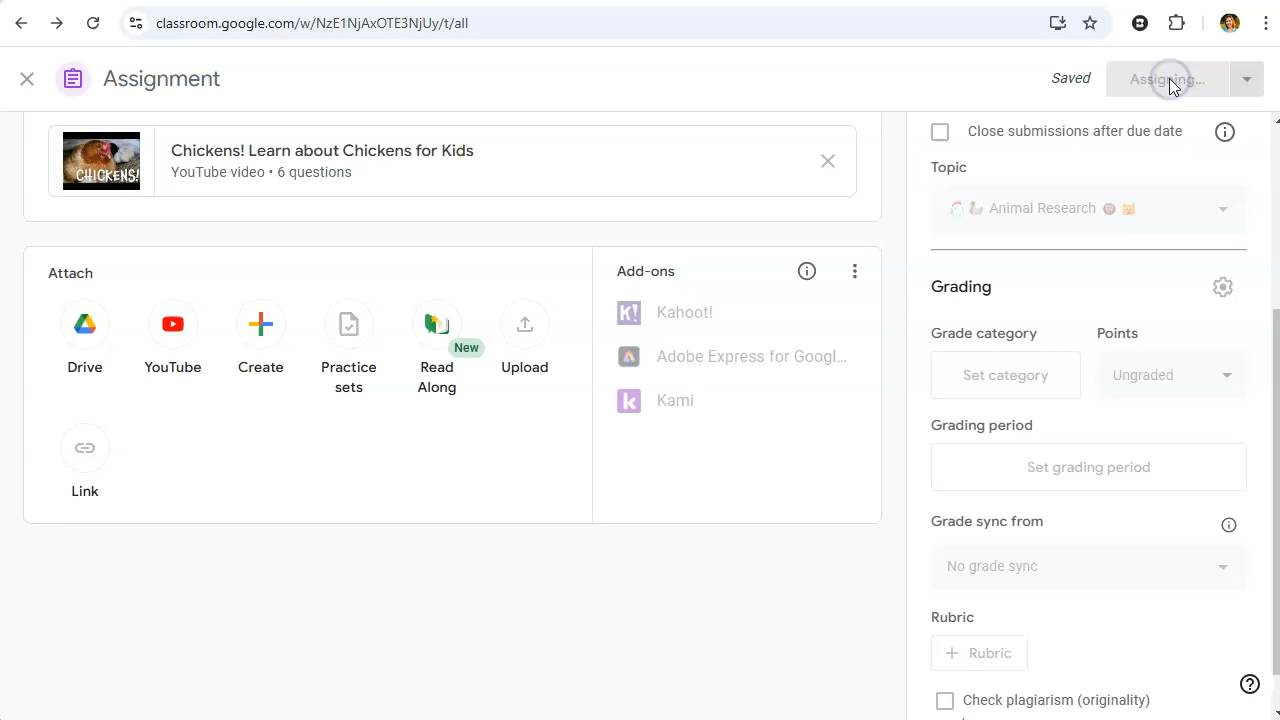 classroom.google.com/w/NzE1NjAxOTE3NjUy/t/all
Assignment
Saved
Assigning...
CHICKENS!
Chickens! Learn about Chickens for Kids
YouTube video • 6 questions
Close submissions after due date
Topic
🐔 🦢 Animal Research 🐵 🐱
Attach
Drive
YouTube
Create
Practice
sets
New
Read
Along
Upload
Link
Add-ons
Kahoot!
Adobe Express for Googl...
Kami
Grading
Grade category
Points
Set category
Ungraded
Grading period
Set grading period
Grade sync from
No grade sync
Rubric
+ Rubric
Check plagiarism (originality)